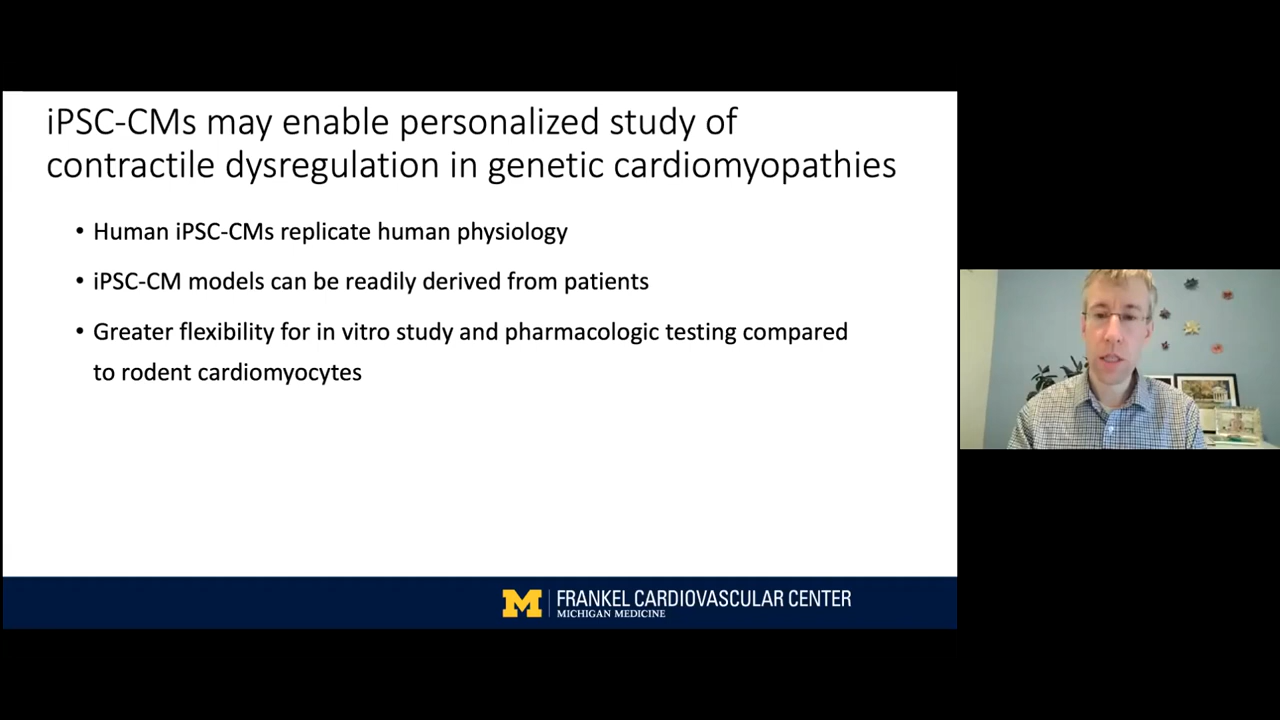 iPSC-CMs may enable personalized study of
contractile dysregulation in genetic cardiomyopathies
• Human iPSC-CMs replicate human physiology
• iPSC-CM models can be readily derived from patients
• Greater flexibility for in vitro study and pharmacologic testing compared
to rodent cardiomyocytes
M FRANKEL CARDIOVASCULAR CENTER
MICHIGAN MEDICINE